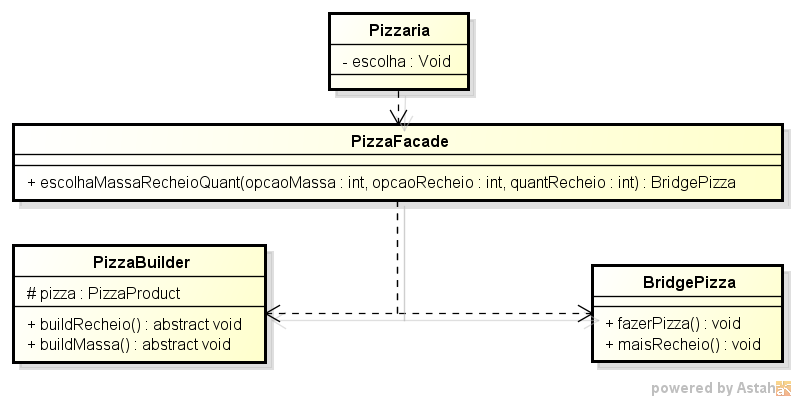 Pizzaria
- escolha : Void
PizzaFacade
+ escolhaMassaRecheioQuant(opcaoMassa : int, opcaoRecheio : int, quantRecheio : int) : BridgePizza
PizzaBuilder
# pizza : PizzaProduct
+ buildRecheio() : abstract void
+ buildMassa() : abstract void
BridgePizza
+ fazerPizza() : void
+ maisRecheio() : void
powered by Astah